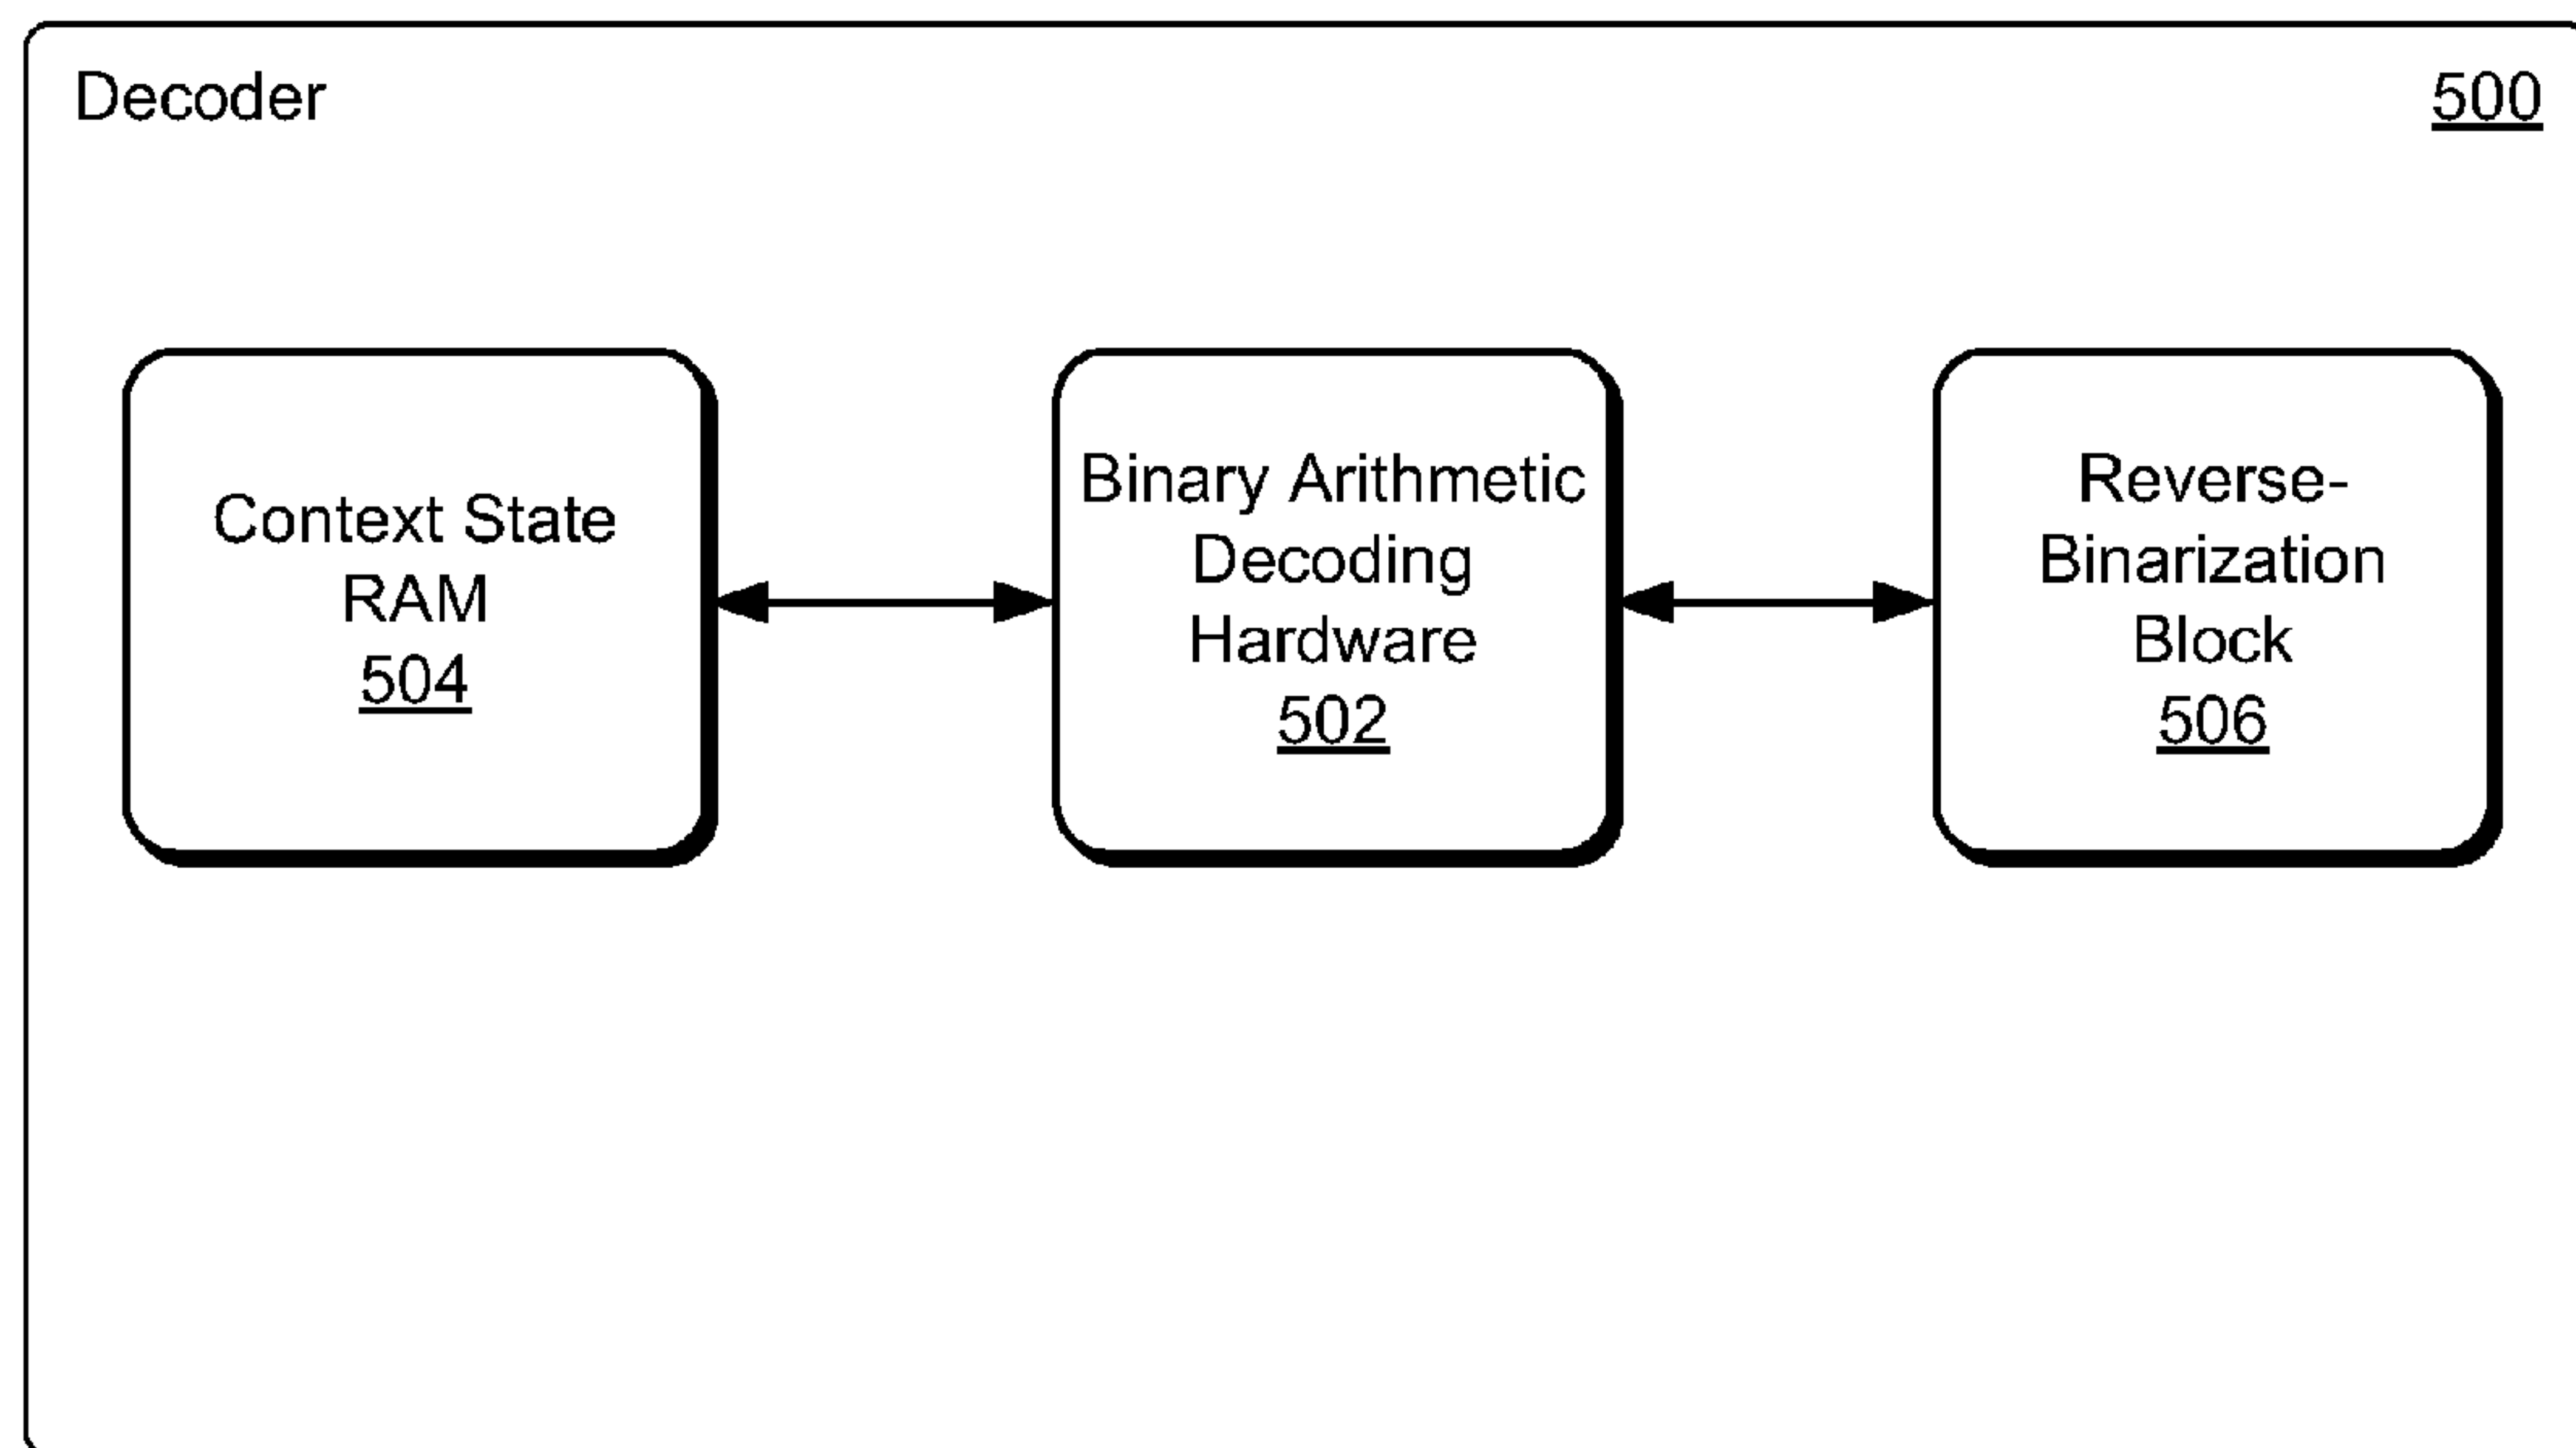 Decoder
500
Context State
RAM
504
Binary Arithmetic
Decoding
Hardware
502
Reverse-
Binarization
Block
506